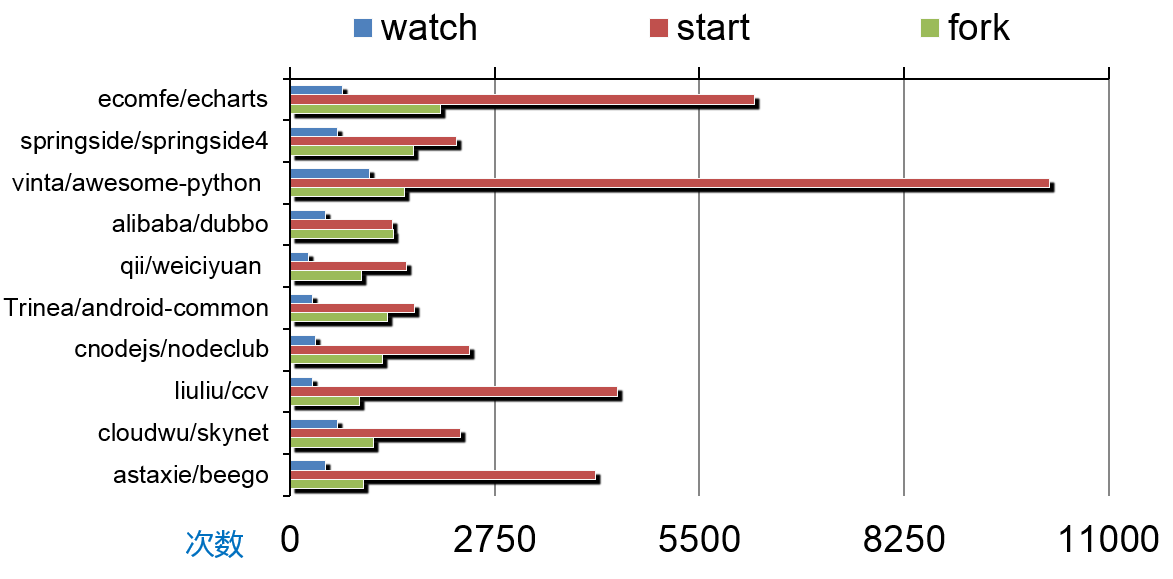 watch start fork
ecomfe/echarts
springside/springside4
vinta/awesome-python
alibaba/dubbo
qii/weiciyuan
Trinea/android-common
cnodejs/nodeclub
liuliu/ccv
cloudwu/skynet
astaxie/beego
次数 0 2750 5500 8250 11000